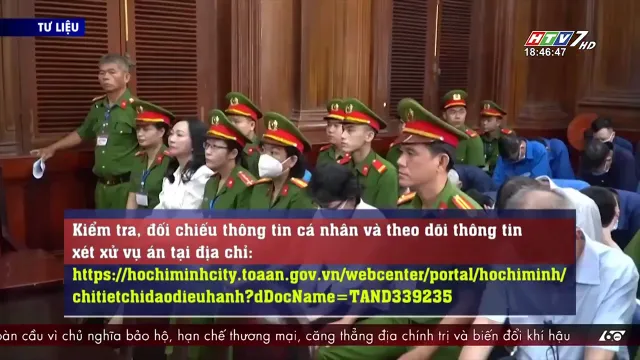 TƯ LIỆU
HTV7 HD
18:46:47
Kiểm tra, đối chiếu thông tin cá nhân và theo dõi thông tin
xét xử vụ án tại địa chỉ:
https://hochiminhcity.toaan.gov.vn/webcenter/portal/hochiminh/
chitietchidaodieuhanh?dDocName=TAND339235
oàn cầu vì chủ nghĩa bảo hộ, hạn chế thương mại, căng thẳng địa chính trị và biến đổi khí hậu